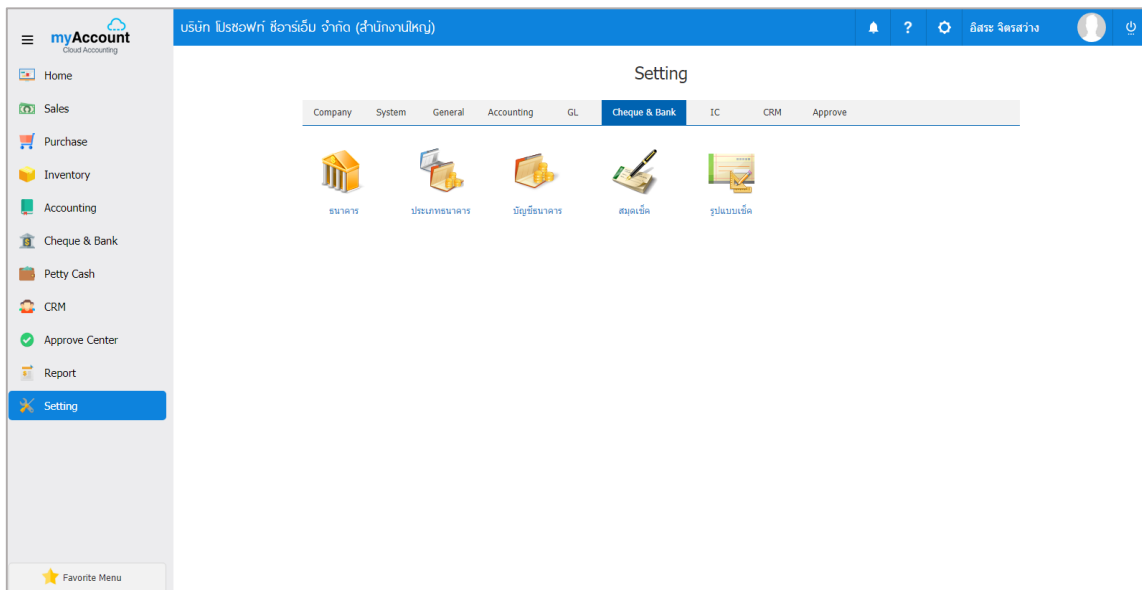 myAccount
Cloud Accounting
บริษัท โปรซอฟท์ ซีอาร์เอ็ม จำกัด (สำนักงานใหญ่)
?
อิสระ จิตรสว่าง
Home
Sales
Purchase
Inventory
Accounting
Cheque & Bank
Petty Cash
CRM
Approve Center
Report
Setting
Favorite Menu
Setting
Company System General Accounting GL Cheque & Bank IC CRM Approve
ธนาคาร ประเภทธนาคาร บัญชีธนาคาร สมุดเช็ค รูปแบบเช็ค